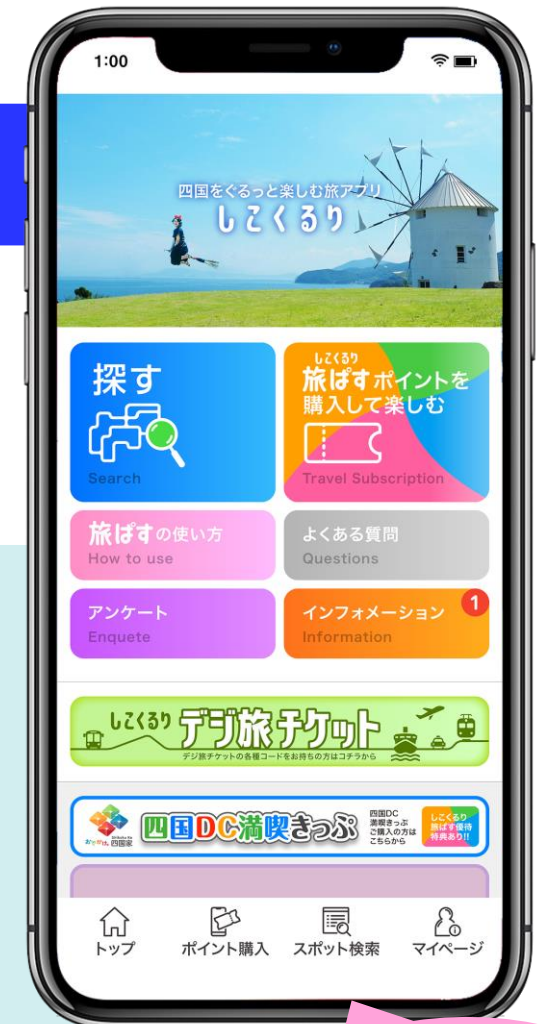 1:00
四国をぐるっと楽しむ旅アプリ
しこくるり
探す
Search
しこくるり
旅ぱすポイントを
購入して楽しむ
Travel Subscription
旅ぱすの使い方
How to use
よくある質問
Questions
アンケート
Enquete
インフォメーション
1
Information
しこくるり デジ旅チケット
デジ旅チケットの各種コードをお持ちの方はコチラから
おでかけ。四国家
四国DC満喫きっぷ
四国DC
満喫きっぷ
ご購入の方は
こちらから
しこくるり
旅ぱす優待
特典あり!!
トップ
ポイント購入
スポット検索
マイページ